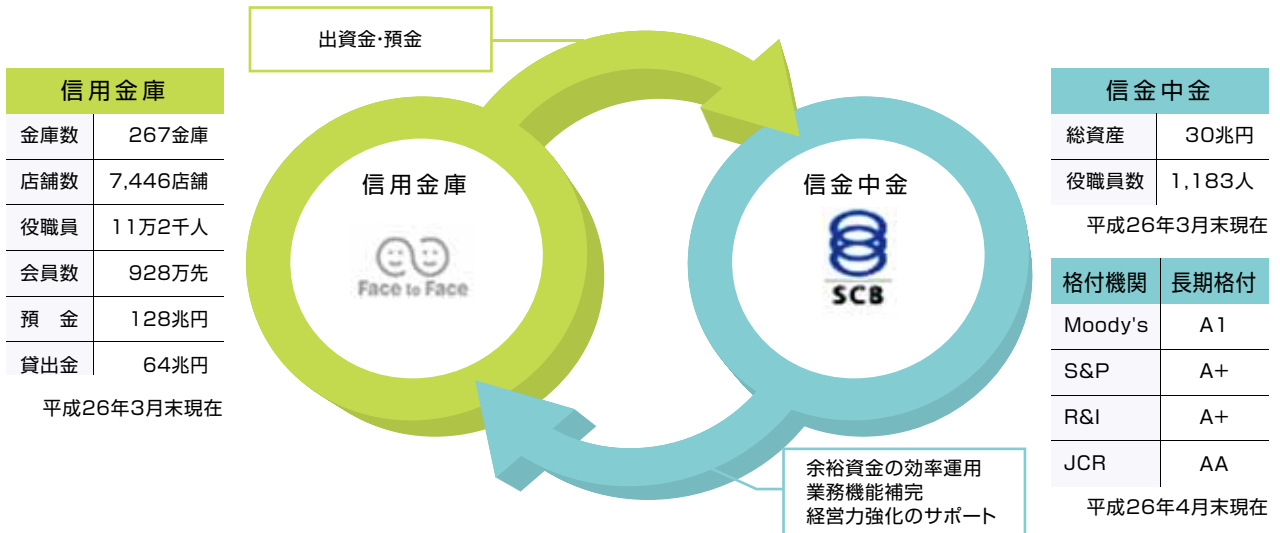 出資金・預金
信用金庫
金庫数 267金庫
店舗数 7,446店舗
役職員 11万2千人
会員数 928万先
預 金 128兆円
貸出金 64兆円
平成26年3月末現在
信用金庫
Face to Face
信金中金
SCB
余裕資金の効率運用
業務機能補完
経営力強化のサポート
信金中金
総資産 30兆円
役職員数 1,183人
平成26年3月末現在
格付機関 長期格付
Moody's A1
S&P A+
R&I A+
JCR AA
平成26年4月末現在